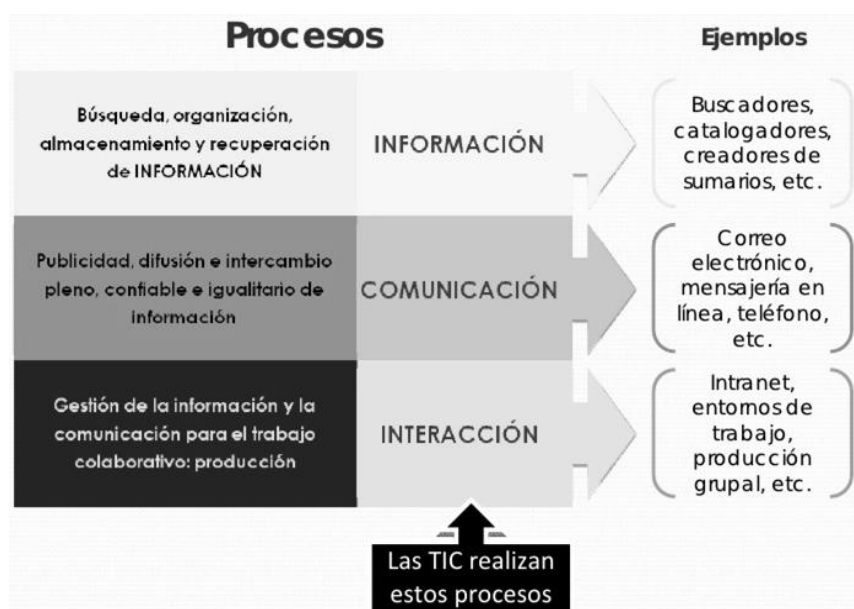 Procesos
Ejemplos
Búsqueda, organización,
almacenamiento y recuperación
de INFORMACIÓN
INFORMACIÓN
Buscadores,
catalogadores,
creadores de
sumarios, etc.
Publicidad, difusión e intercambio
pleno, confiable e igualitario de
información
COMUNICACIÓN
Correo
electrónico,
mensajería en
línea, teléfono,
etc.
Gestión de la información y la
comunicación para el trabajo
colaborativo: producción
INTERACCIÓN
Intranet,
entornos de
trabajo,
producción
grupal, etc.
Las TIC realizan
estos procesos